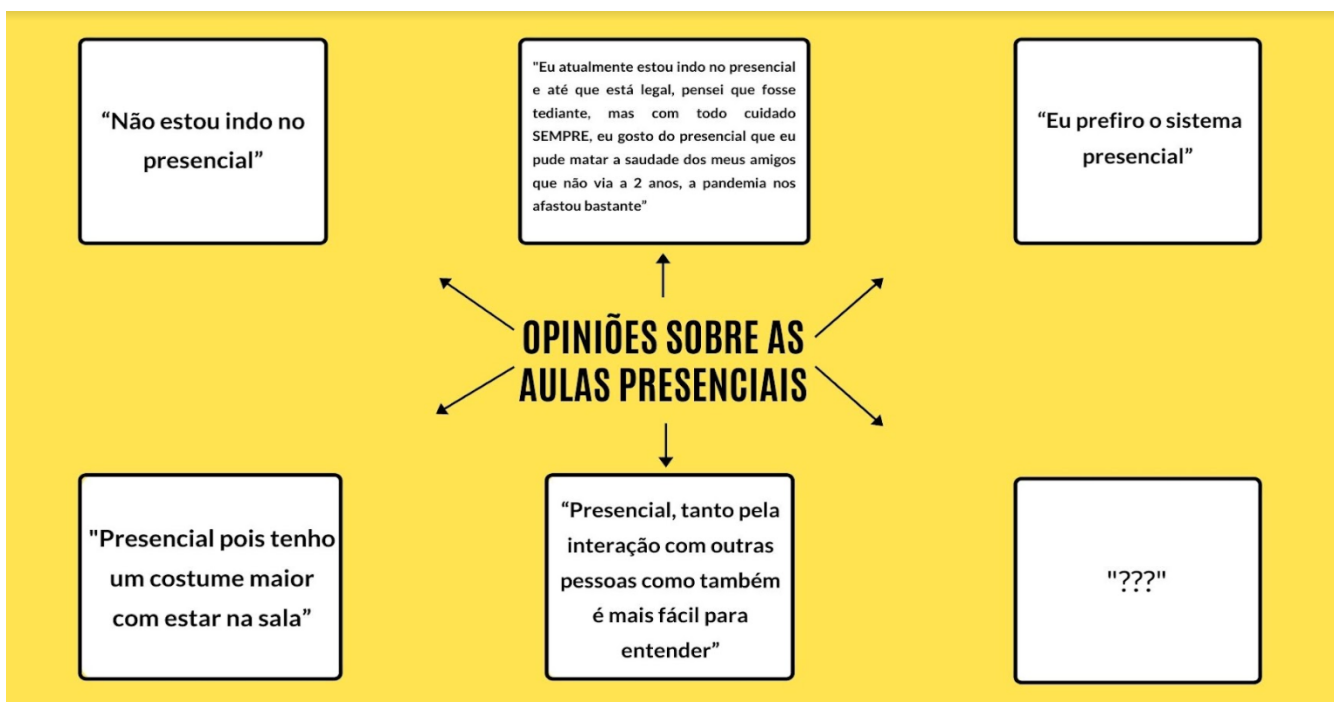 “Não estou indo no
presencial”
"Eu atualmente estou indo no presencial
e até que está legal, pensei que fosse
tediante, mas com todo cuidado
SEMPRE, eu gosto do presencial que eu
pude matar a saudade dos meus amigos
que não via a 2 anos, a pandemia nos
afastou bastante”
“Eu prefiro o sistema
presencial”
OPINIÕES SOBRE AS
AULAS PRESENCIAIS
"Presencial pois tenho
um costume maior
com estar na sala”
“Presencial, tanto pela
interação com outras
pessoas como também
é mais fácil para
entender”
"???"